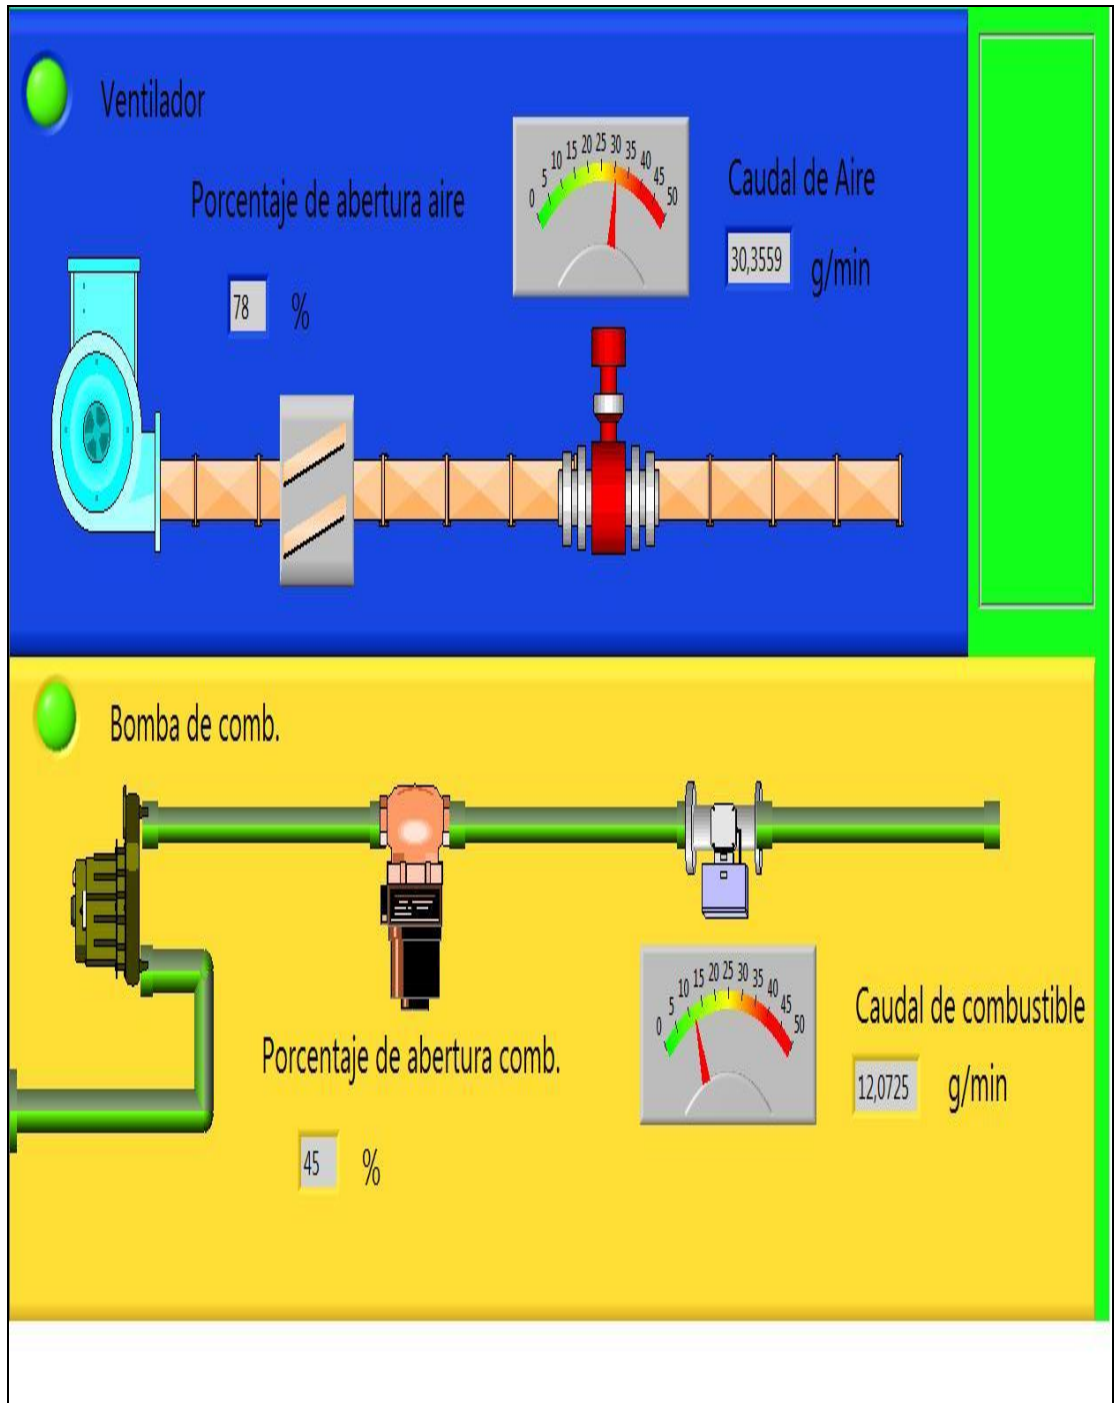 Ventilador
Porcentaje de abertura aire
78 %
0 5 10 15 20 25 30 35 40 45 50
Caudal de Aire
30,3559 g/min
Bomba de comb.
Porcentaje de abertura comb.
45 %
0 5 10 15 20 25 30 35 40 45 50
Caudal de combustible
12,0725 g/min